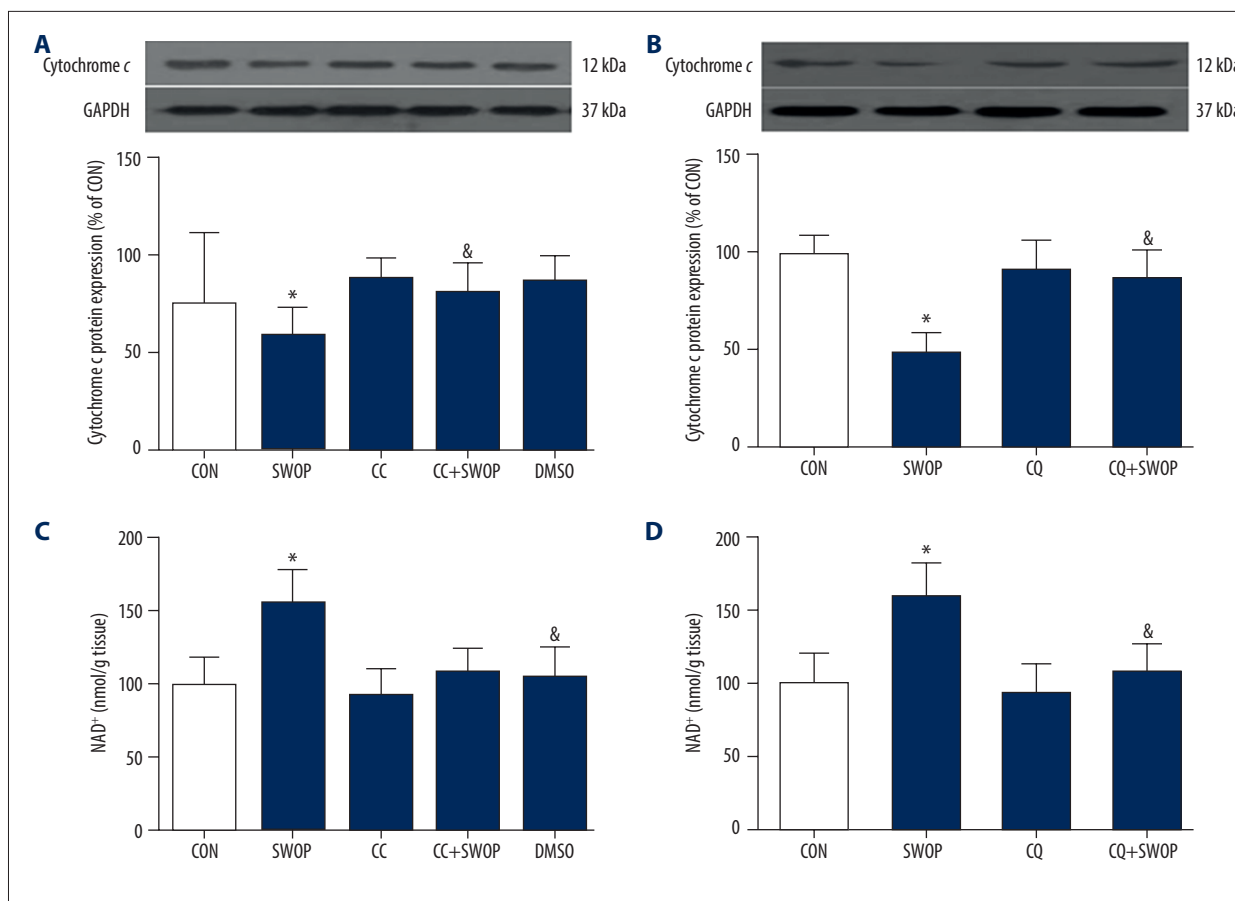 A
Cytochrome c
12 kDa
GAPDH
37 kDa
Cytochrome c protein expression (% of CON)
150
100
50
0
*
&
CON SWOP CC CC+SWOP DMSO
B
Cytochrome c
12 kDa
GAPDH
37 kDa
Cytochrome c protein expression (% of CON)
150
100
50
0
*
&
CON SWOP CQ CQ+SWOP
C
NAD+ (nmol/g tissue)
200
150
100
50
0
*
&
CON SWOP CC CC+SWOP DMSO
D
NAD+ (nmol/g tissue)
200
150
100
50
0
*
&
CON SWOP CQ CQ+SWOP